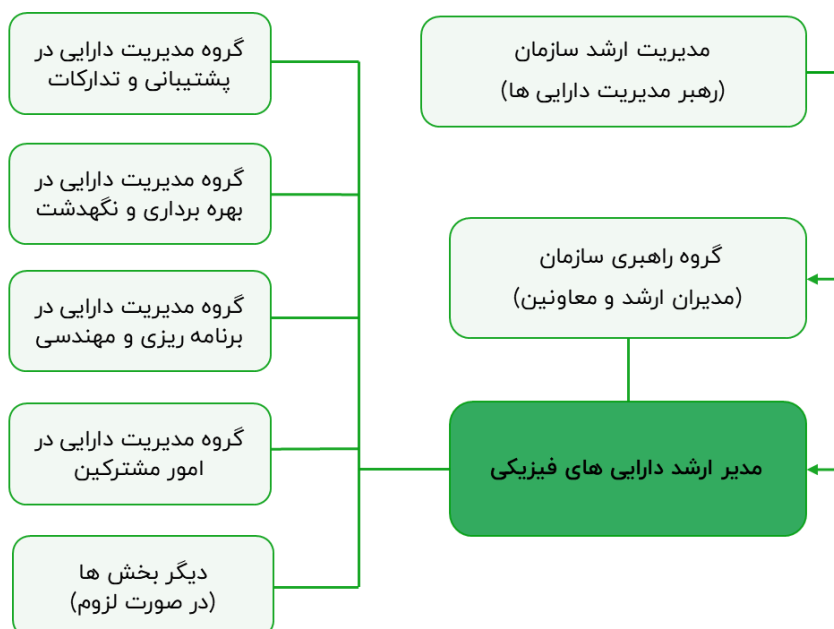 مدیریت ارشد سازمان
(رهبر مدیریت دارایی ها)
گروه راهبری سازمان
(مدیران ارشد و معاونین)
مدیر ارشد دارایی های فیزیکی
گروه مدیریت دارایی در
پشتیبانی و تدارکات
گروه مدیریت دارایی در
بهره برداری و نگهدشت
گروه مدیریت دارایی در
برنامه ریزی و مهندسی
گروه مدیریت دارایی در
امور مشترکین
دیگر بخش ها
(در صورت لزوم)